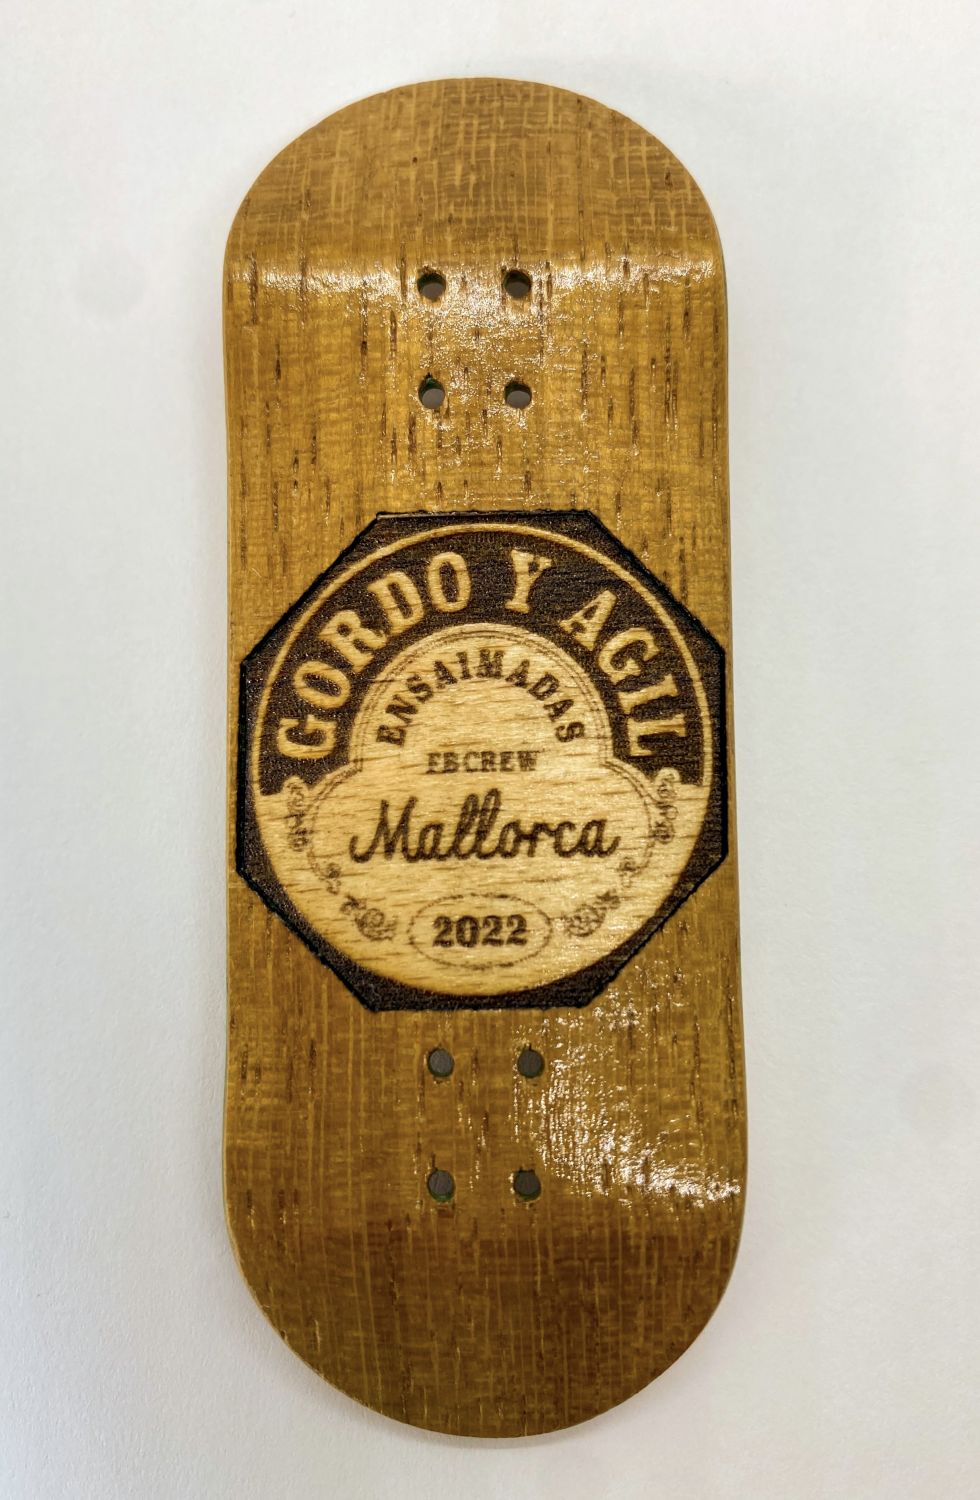 GORDO Y AGIL
ENSAIMADAS
FBCREW
Mallorca
2022